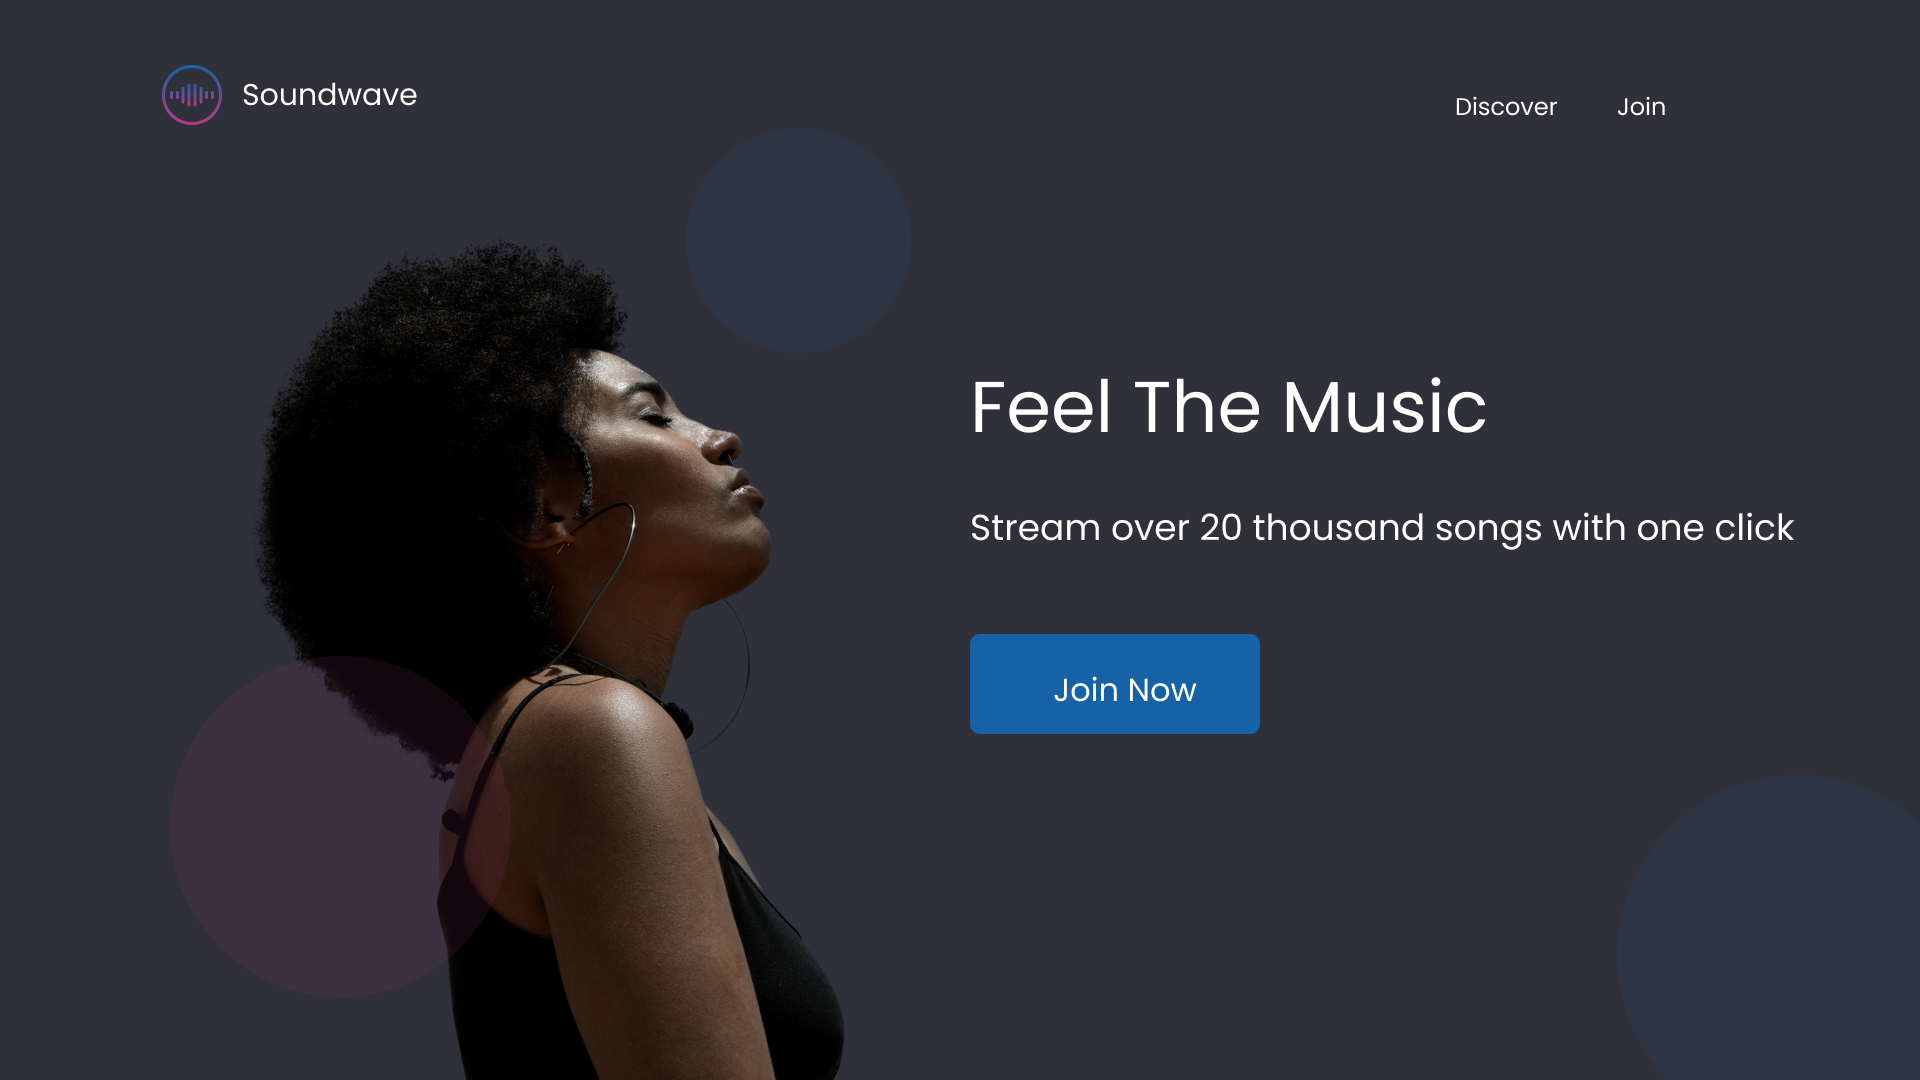 Soundwave
Discover
Join
Feel The Music
Stream over 20 thousand songs with one click
Join Now